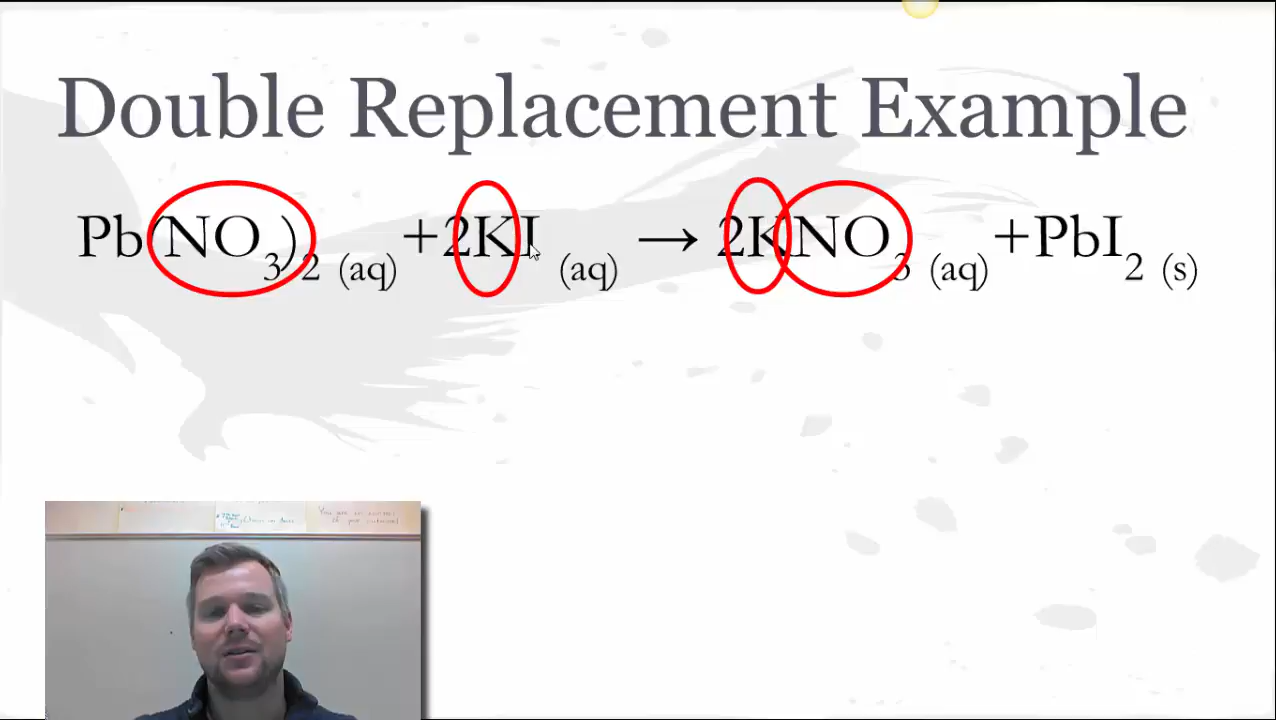 Double Replacement Example
Pb(NO₃)₂ (aq) + 2KI (aq) → 2KNO₃ (aq) + PbI₂ (s)